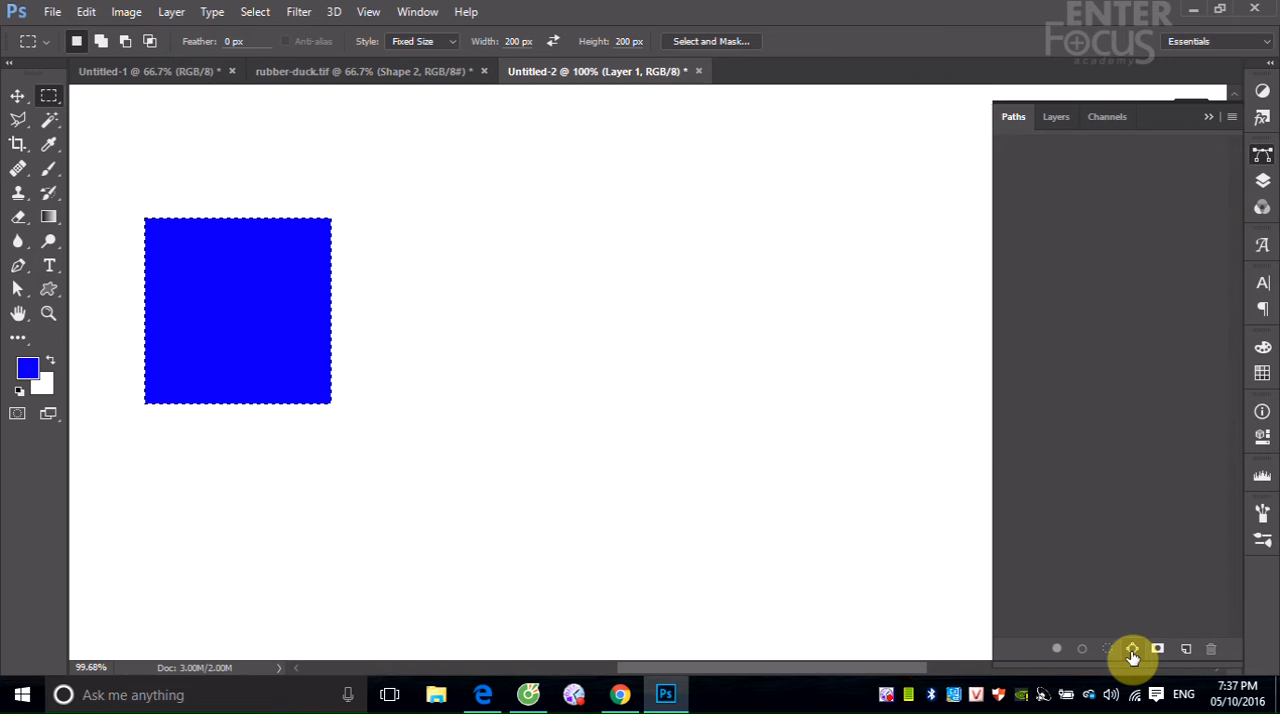 Ps File Edit Image Layer Type Select Filter 3D View Window Help
ENTER
FOCUS
academy
Feather: 0 px Anti-alias Style: Fixed Size Width: 200 px Height: 200 px Select and Mask... Essentials
Untitled-1 @ 66.7% (RGB/8) * rubber-duck.tif @ 66.7% (Shape 2, RGB/8#) * Untitled-2 @ 100% (Layer 1, RGB/8) *
Paths Layers Channels
99.68% Doc: 3.00M/2.00M
Ask me anything
Ps
ENG
7:37 PM
05/10/2016